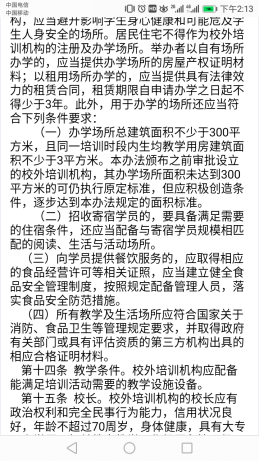 中国电信
中国移动
下午2:13
构，应当避开影响学生身心健康和可能危及学
生人身安全的场所。居民住宅不得作为校外培
训机构的注册及办学场所。举办者以自有场所
办学的，应当提供办学场所的房屋产权证明材
料；以租用场所办学的，应当提供具有法律效
力的租赁合同，租赁期限自申请办学之日起不
得少于3年。此外，用于办学的场所还应当符
合下列条件要求：
（一）办学场所总建筑面积不少于300平
方米，且同一培训时段内生均教学用房建筑面
积不少于3平方米。本办法颁布之前审批设立
的校外培训机构，其办学场所面积未达到300
平方米的可仍执行原定标准，但应积极创造条
件，逐步达到本办法规定的面积标准。
（二）招收寄宿学员的，要具备满足需要
的住宿条件，还应当配备与寄宿学员规模相匹
配的阅读、生活与活动场所。
（三）向学员提供餐饮服务的，应取得相应
的食品经营许可等相关证照，应当建立健全食
品安全管理制度，按照规定配备管理人员，落
实食品安防范措施。
（四）所有教学及生活场所应符合国家关于
消防、食品卫生等管理规定要求，并取得政府
有关部门或具有评估资质的第三方机构出具的
相应合格证明材料。
第十四条 教学条件。校外培训机构应配备
能满足培训活动需要的教学设施设备。
第十五条 校长。校外培训机构的校长应有
政治权利和完全民事行为能力，信用状况良
好，年龄不超过70周岁，身体健康，具有大专